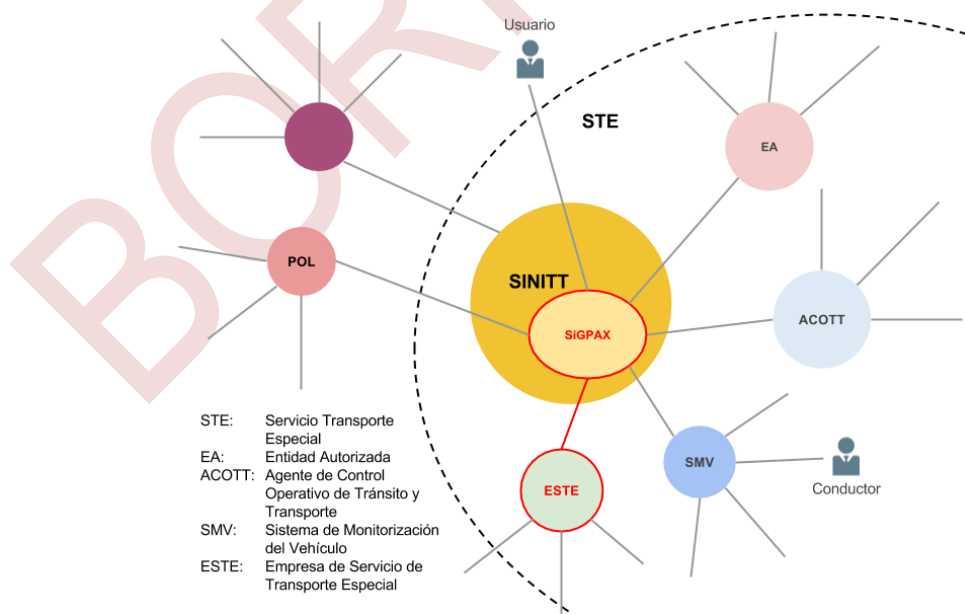 BOR
Usuario
STE
EA
POL
SINITT
SiGPAX
ACOTT
STE: Servicio Transporte
Especial
EA: Entidad Autorizada
ACOTT: Agente de Control
Operativo de Tránsito y
Transporte
SMV: Sistema de Monitorización
del Vehículo
ESTE: Empresa de Servicio de
Transporte Especial
SMV
Conductor
ESTE